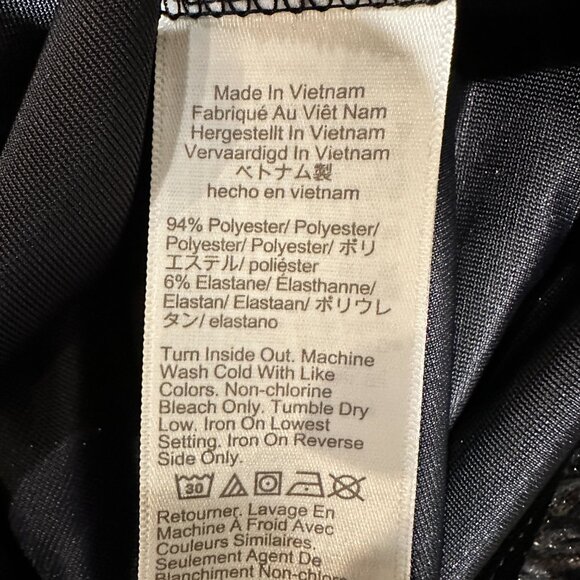 Made In Vietnam
Fabriqué Au Viêt Nam
Hergestellt In Vietnam
Vervaardigd In Vietnam
ベトナム製
hecho en vietnam
94% Polyester/ Polyester/
Polyester/ Polyester/ ポリ
エステル/ poliéster
6% Elastane/ Élasthanne/
Elastan/ Elastaan/ ポリウレ
タン/ elastano
Turn Inside Out. Machine
Wash Cold With Like
Colors. Non-chlorine
Bleach Only. Tumble Dry
Low. Iron On Lowest
Setting. Iron On Reverse
Side Only.
30
Retourner. Lavage En
Machine À Froid Avec
Couleurs Similaires.
Seulement Agent De
Blanchiment Non